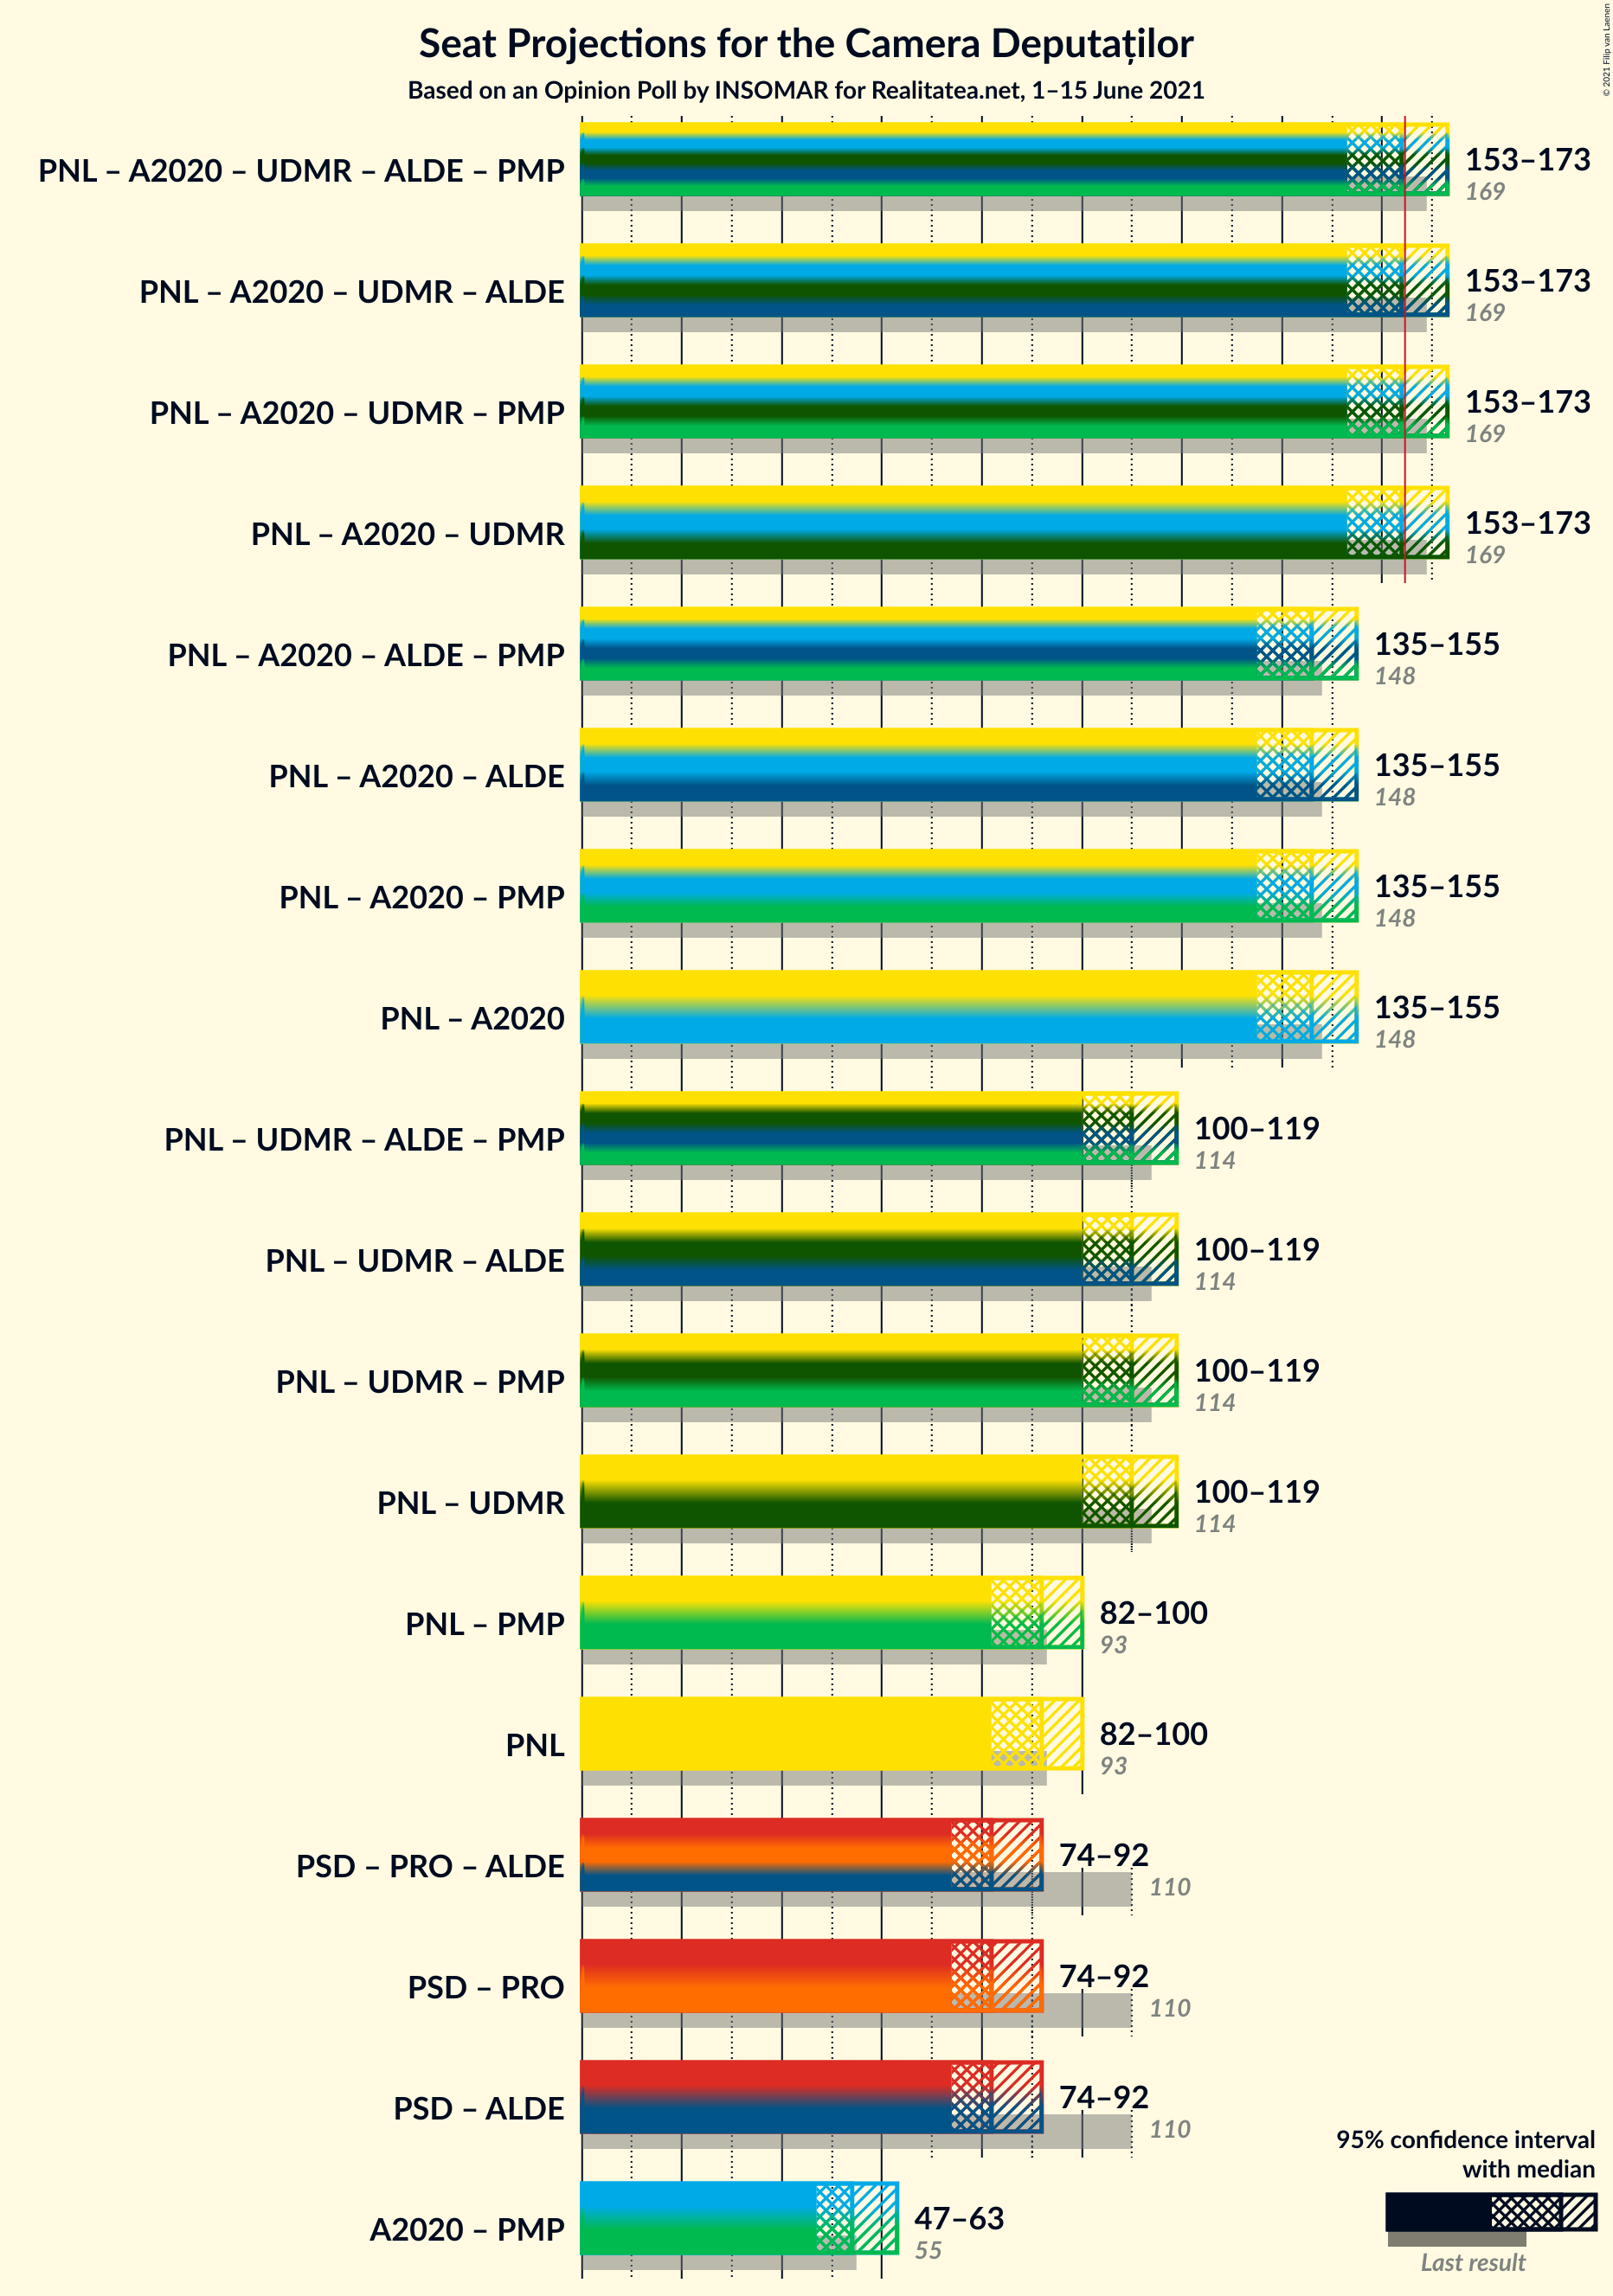 Seat Projections for the Camera Deputaților
Based on an Opinion Poll by INSOMAR for Realitatea.net, 1–15 June 2021
© 2021 Filip van Laenen
PNL – A2020 – UDMR – ALDE – PMP
153–173
169
PNL – A2020 – UDMR – ALDE
153–173
169
PNL – A2020 – UDMR – PMP
153–173
169
PNL – A2020 – UDMR
153–173
169
PNL – A2020 – ALDE – PMP
135–155
148
PNL – A2020 – ALDE
135–155
148
PNL – A2020 – PMP
135–155
148
PNL – A2020
135–155
148
PNL – UDMR – ALDE – PMP
100–119
114
PNL – UDMR – ALDE
100–119
114
PNL – UDMR – PMP
100–119
114
PNL – UDMR
100–119
114
PNL – PMP
82–100
93
PNL
82–100
93
PSD – PRO – ALDE
74–92
110
PSD – PRO
74–92
110
PSD – ALDE
74–92
110
A2020 – PMP
47–63
55
95% confidence interval
with median
Last result